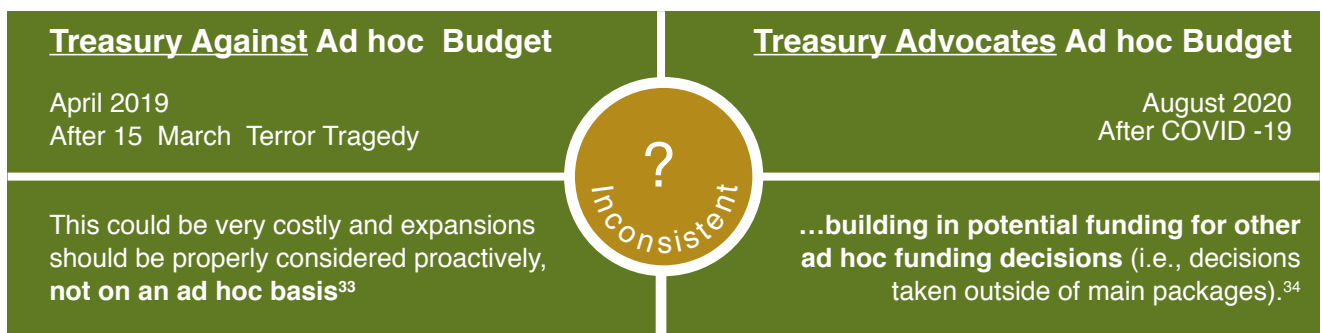 Treasury Against Ad hoc Budget
April 2019
After 15 March Terror Tragedy
This could be very costly and expansions
should be properly considered proactively,
not on an ad hoc basis³³
?
Inconsistent
Treasury Advocates Ad hoc Budget
August 2020
After COVID -19
…building in potential funding for other
ad hoc funding decisions (i.e., decisions
taken outside of main packages).³⁴